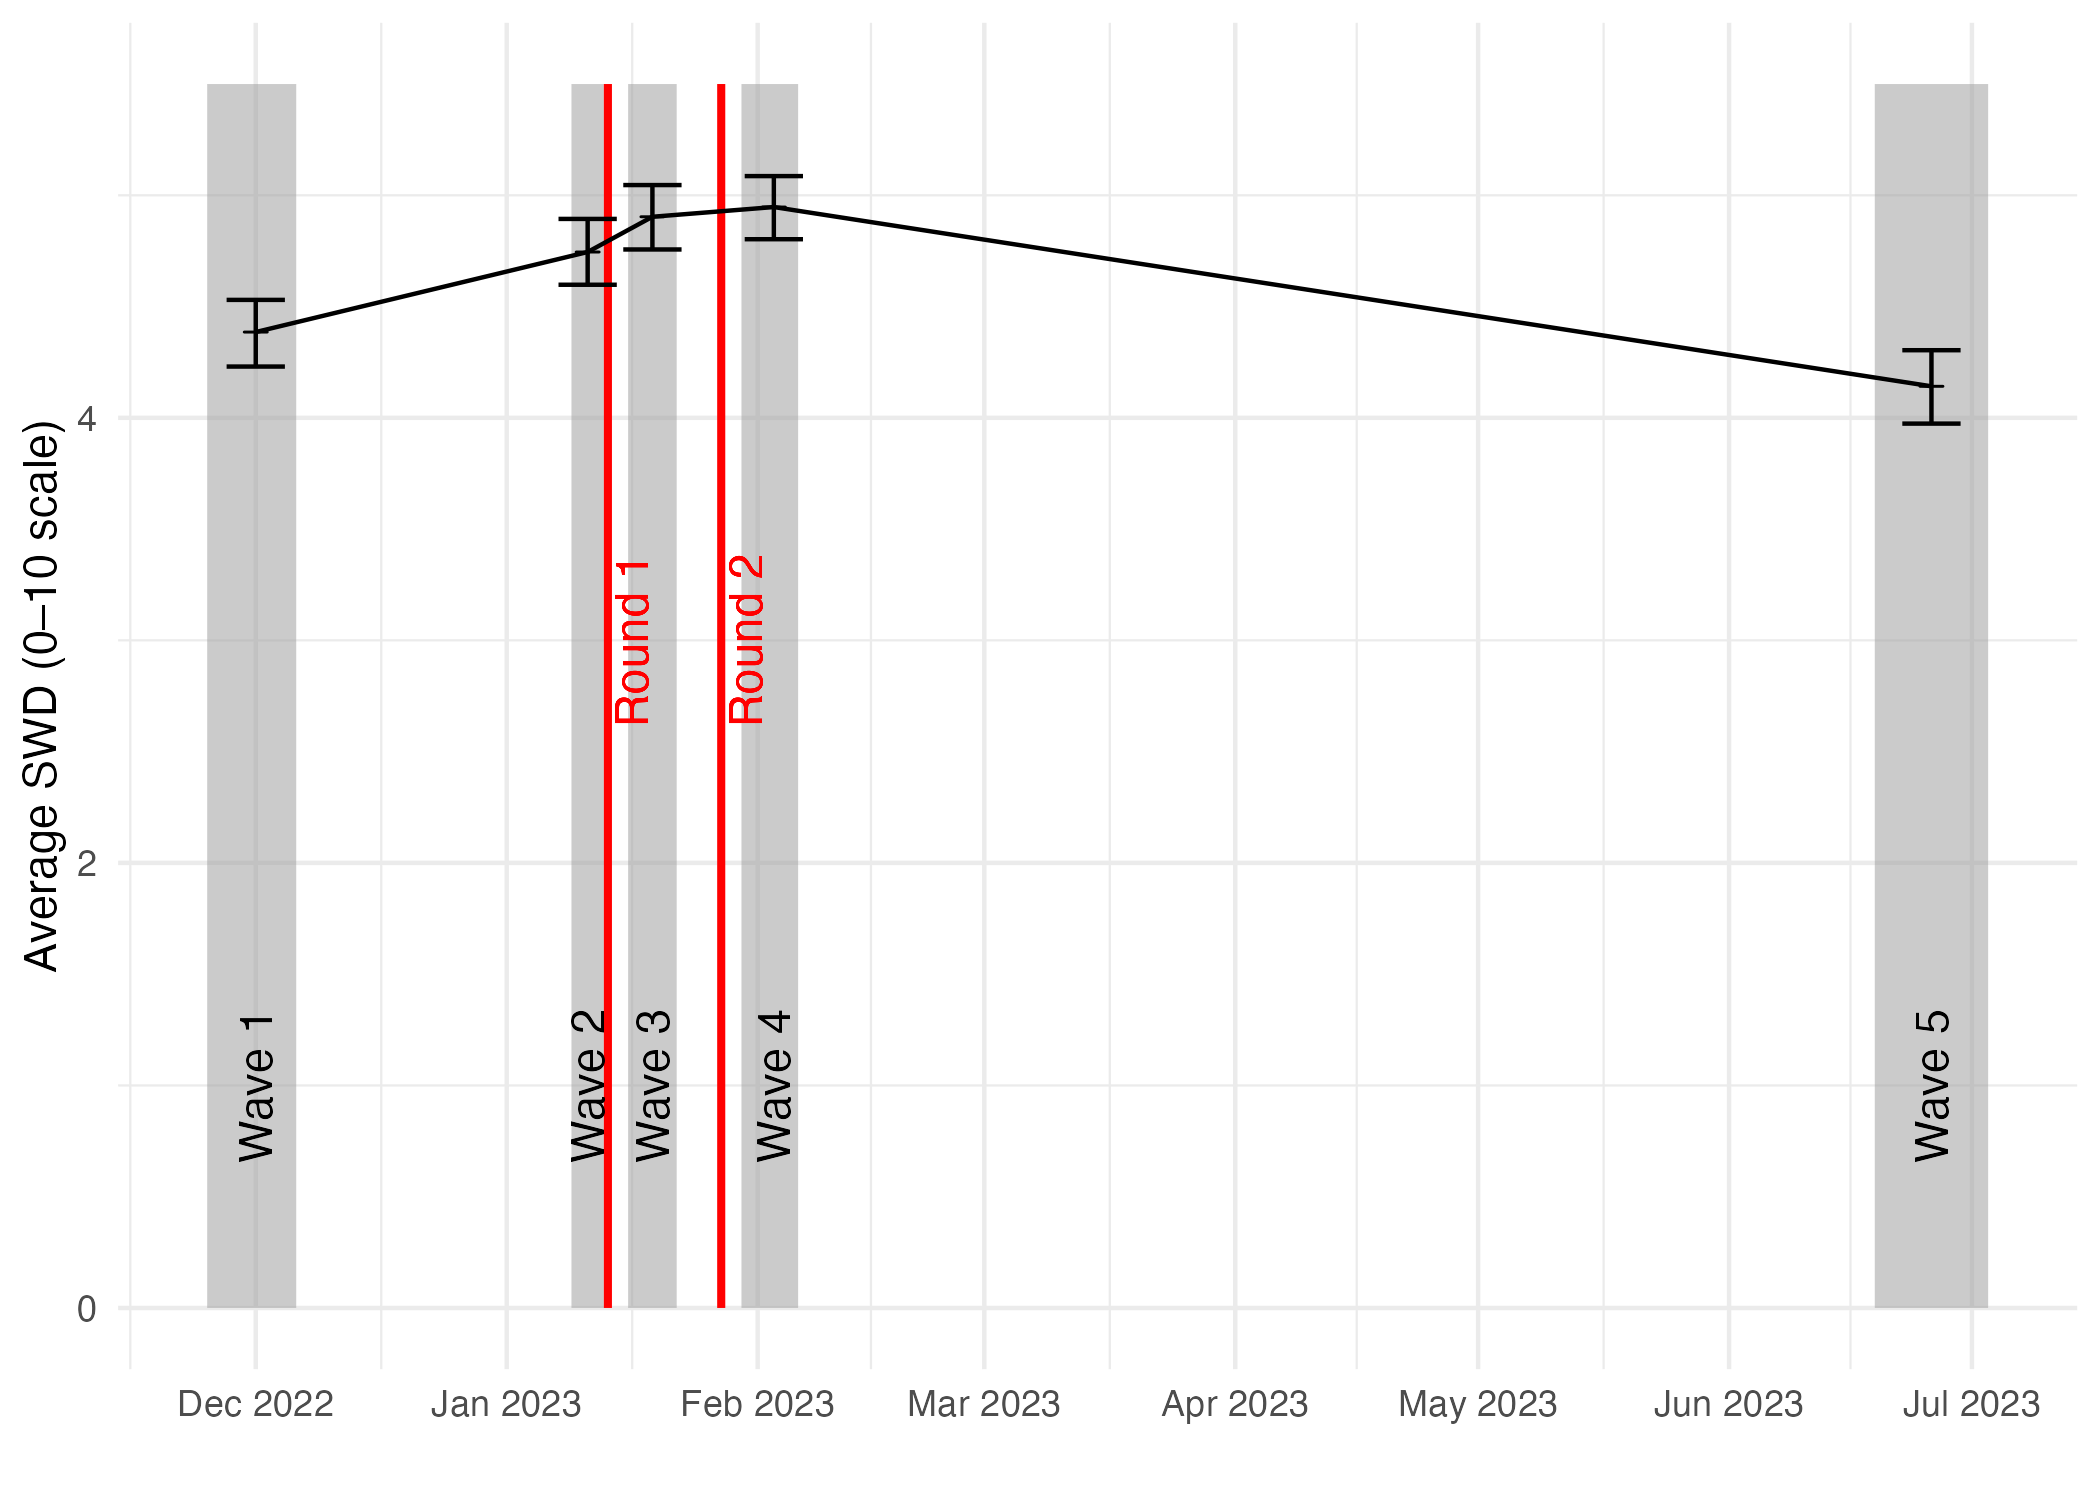 Average SWD (0–10 scale)
4
2
0
Round 1
Round 2
Wave 1
Wave 2
Wave 3
Wave 4
Wave 5
Dec 2022
Jan 2023
Feb 2023
Mar 2023
Apr 2023
May 2023
Jun 2023
Jul 2023